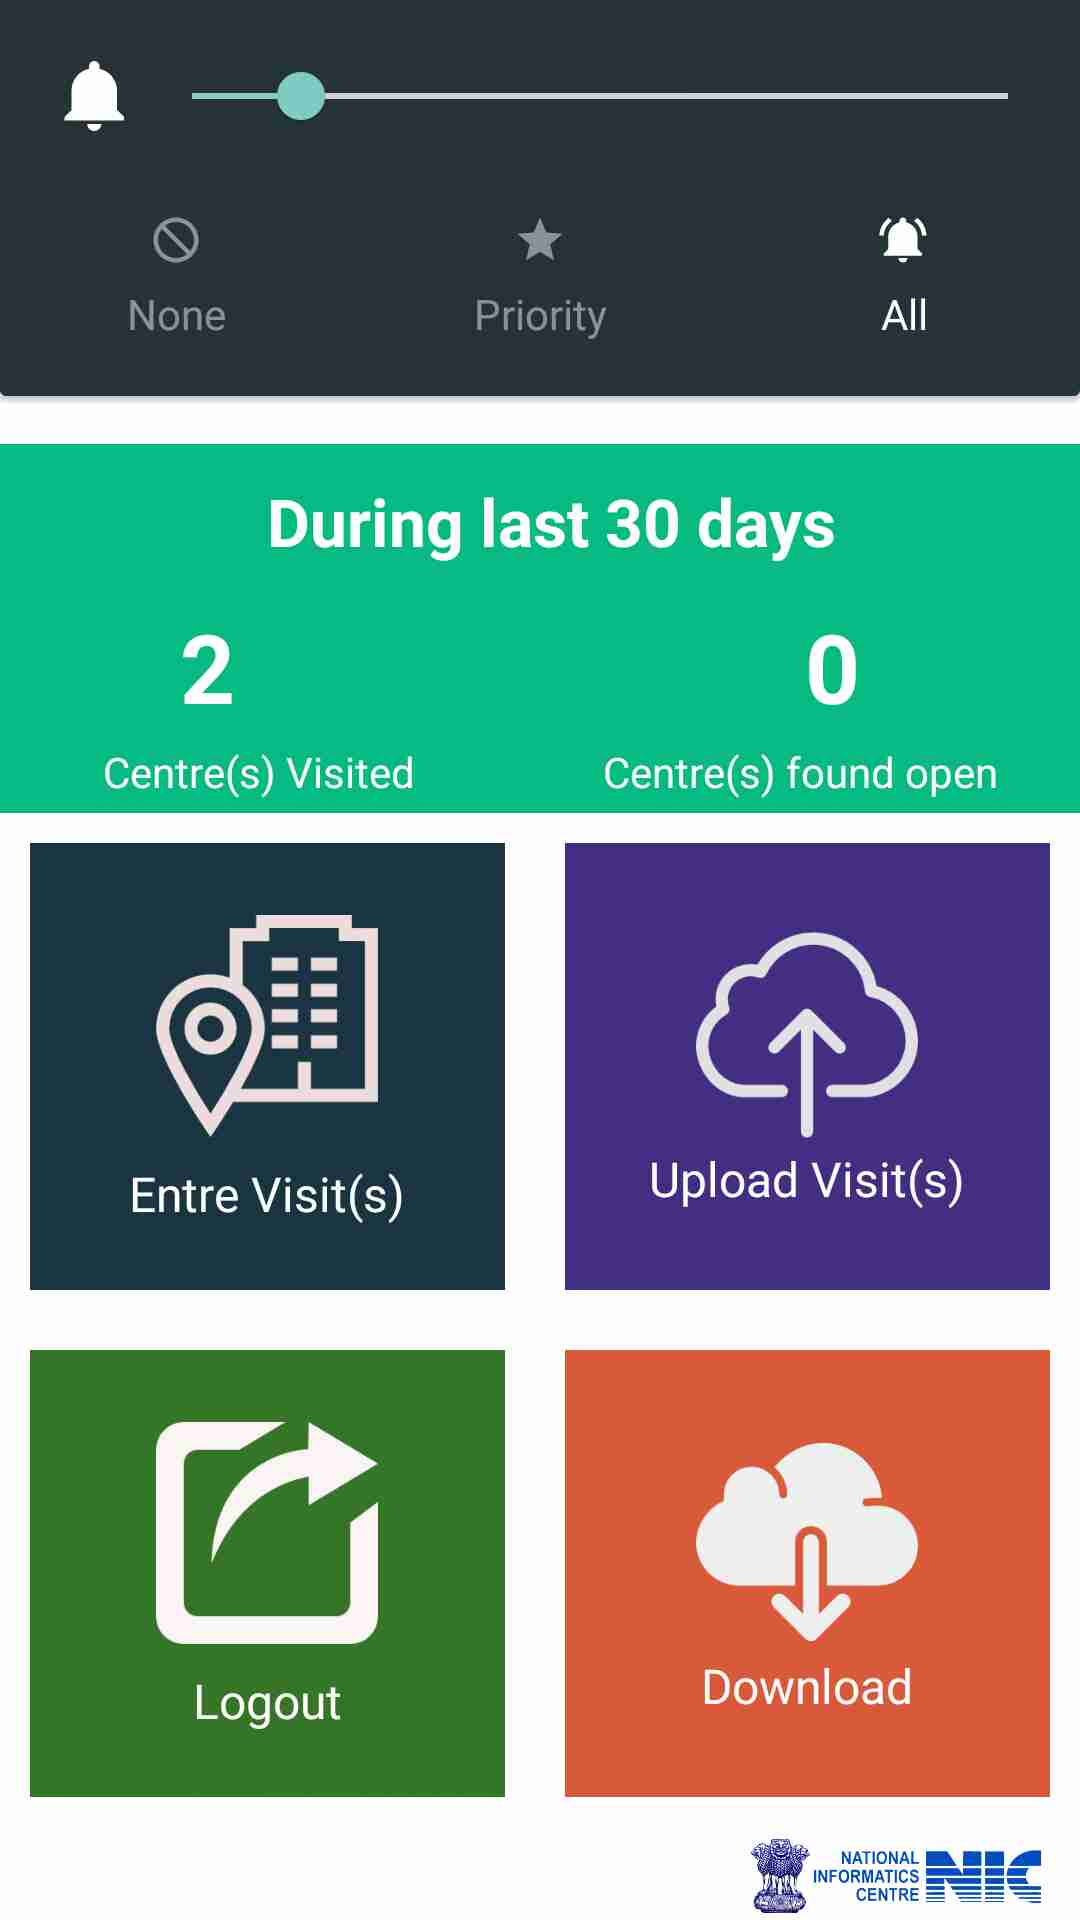 None Priority All
During last 30 days
2 0
Centre(s) Visited Centre(s) found open
Entre Visit(s) Upload Visit(s)
Logout Download
NATIONAL
INFORMATICS
CENTRE
NIC